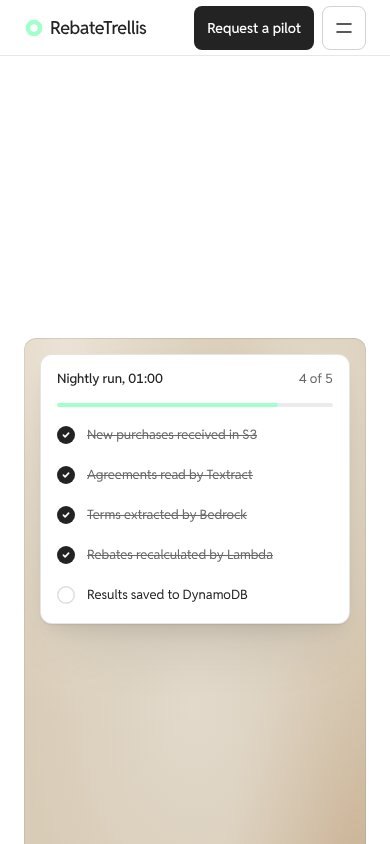 RebateTrellis
Request a pilot
Nightly run, 01:00
4 of 5
New purchases received in S3
Agreements read by Textract
Terms extracted by Bedrock
Rebates recalculated by Lambda
Results saved to DynamoDB